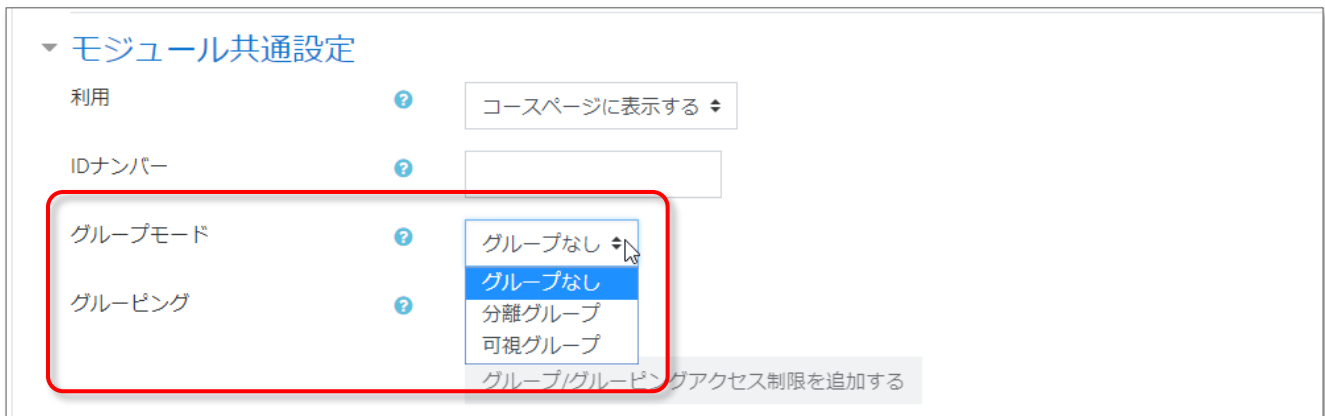 モジュール共通設定
利用
コースページに表示する
IDナンバー
グループモード
グループなし
グループなし
分離グループ
可視グループ
グルーピング
グループ/グルーピングアクセス制限を追加する